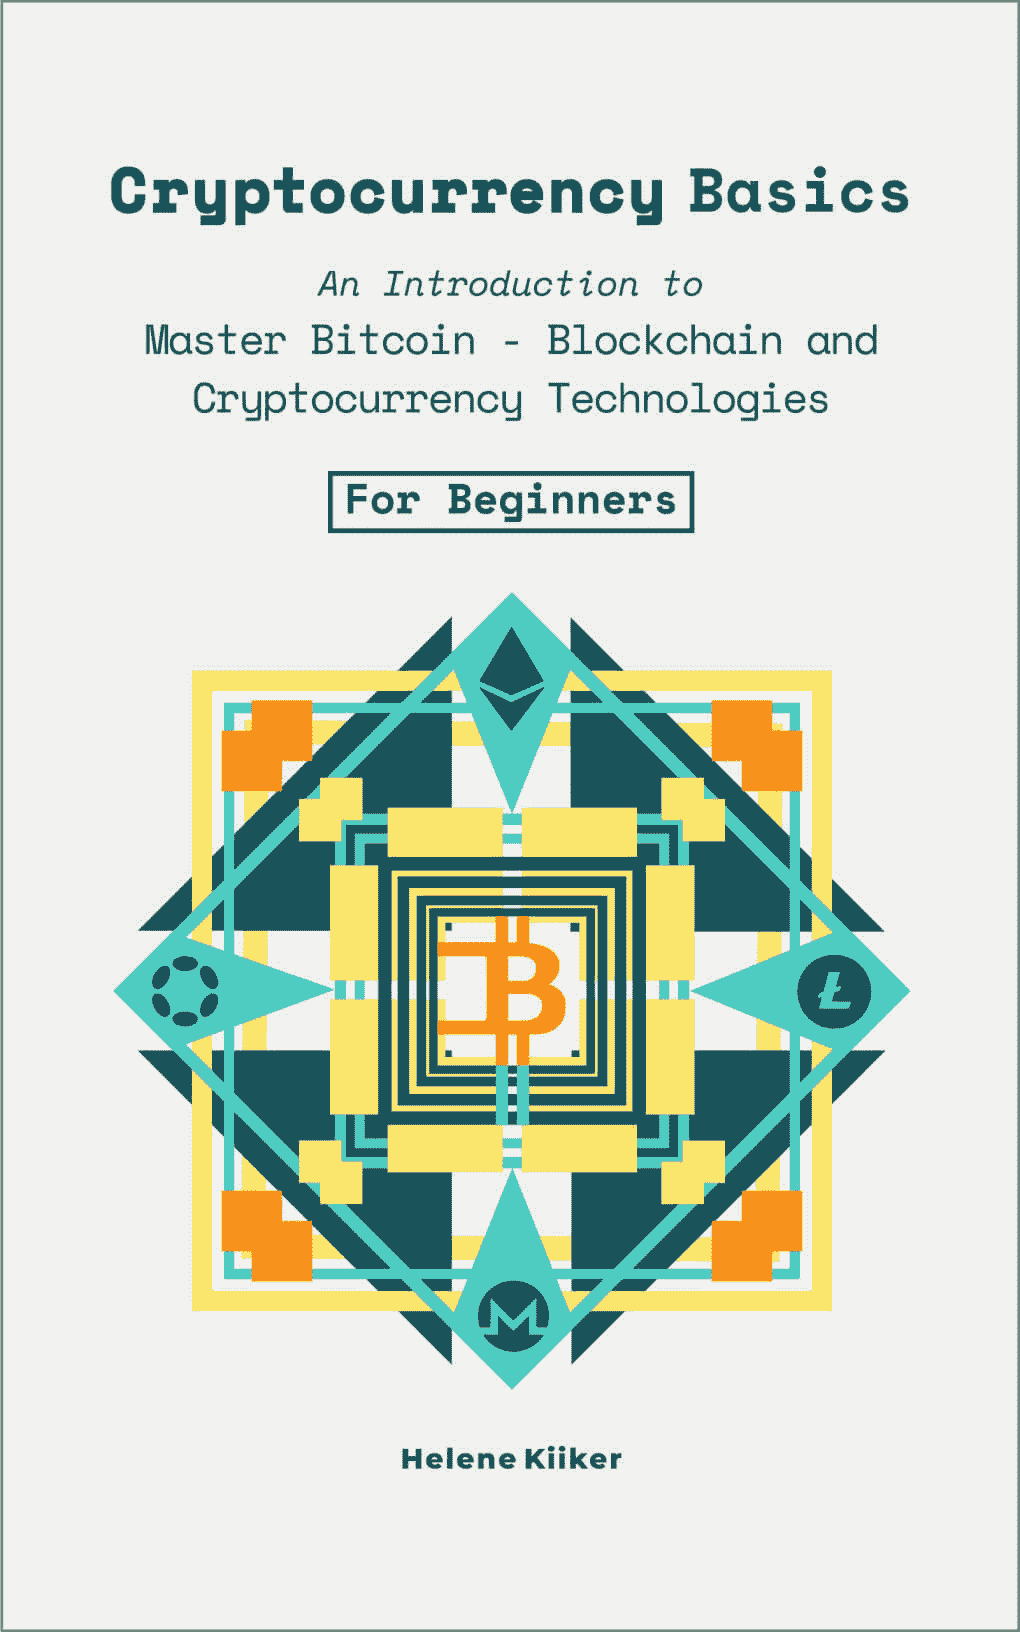 Cryptocurrency Basics
An Introduction to
Master Bitcoin - Blockchain and
Cryptocurrency Technologies
For Beginners
Helene Kiiker